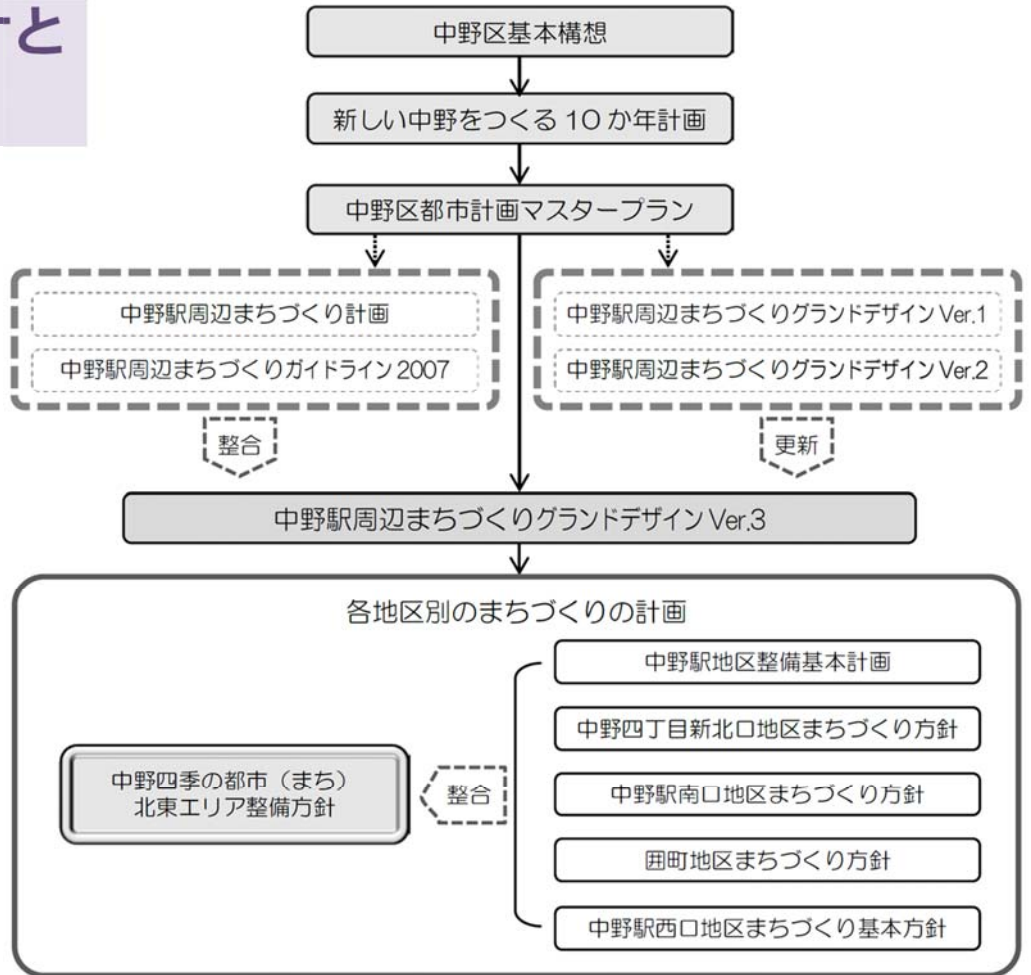 と
中野区基本構想
新しい中野をつくる10か年計画
中野区都市計画マスタープラン
中野駅周辺まちづくり計画
中野駅周辺まちづくりガイドライン2007
中野駅周辺まちづくりグランドデザインVer.1
中野駅周辺まちづくりグランドデザインVer.2
整合
更新
中野駅周辺まちづくりグランドデザインVer.3
各地区別のまちづくりの計画
中野四季の都市（まち）
北東エリア整備方針
整合
中野駅地区整備基本計画
中野四丁目新北口地区まちづくり方針
中野駅南口地区まちづくり方針
囲町地区まちづくり方針
中野駅西口地区まちづくり基本方針